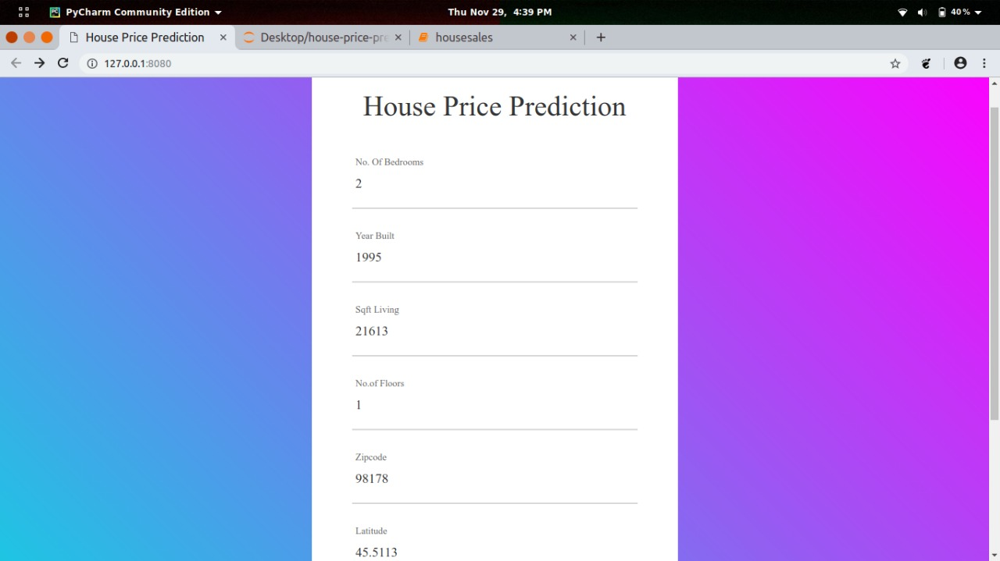 PyCharm Community Edition Thu Nov 29, 4:39 PM 40%
House Price Prediction Desktop/house-price-pre housesales
127.0.0.1:8080
House Price Prediction
No. Of Bedrooms
2
Year Built
1995
Sqft Living
21613
No.of Floors
1
Zipcode
98178
Latitude
45.5113